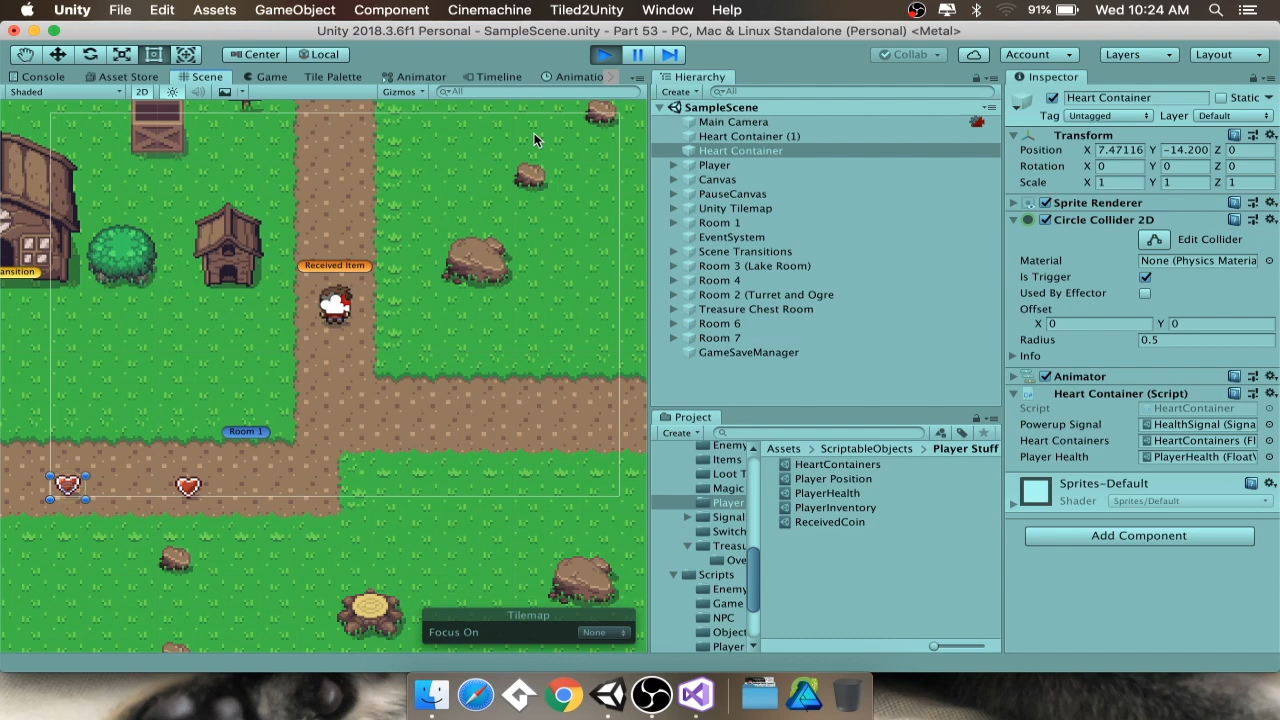 Unity File Edit Assets GameObject Component Cinemachine Tiled2Unity Window Help 91% Wed 10:24 AM
Unity 2018.3.6f1 Personal - SampleScene.unity - Part 53 - PC, Mac & Linux Standalone (Personal) <Metal>
Center Local Collab Account Layers Layout
Console Asset Store Scene Game Tile Palette Animator Timeline Animatio
Shaded 2D Gizmos All
Received Item
ansition
Room 1
Tilemap
Focus On None
Hierarchy
Create All
SampleScene
Main Camera
Heart Container (1)
Heart Container
Player
Canvas
PauseCanvas
Unity Tilemap
Room 1
EventSystem
Scene Transitions
Room 3 (Lake Room)
Room 4
Room 2 (Turret and Ogre
Treasure Chest Room
Room 6
Room 7
GameSaveManager
Project
Create
Enemy
Items
Loot T
Magic
Player
Signal
Switch
Treasu
Ove
Scripts
Enemy
Game
NPC
Object
Player
Assets ScriptableObjects Player Stuff
HeartContainers
Player Position
PlayerHealth
PlayerInventory
ReceivedCoin
Inspector
Heart Container Static
Tag Untagged Layer Default
Transform
Position X 7.47116 Y -14.200 Z 0
Rotation X 0 Y 0 Z 0
Scale X 1 Y 1 Z 1
Sprite Renderer
Circle Collider 2D
Edit Collider
Material None (Physics Materia
Is Trigger
Used By Effector
Offset
X 0 Y 0
Radius 0.5
Info
Animator
Heart Container (Script)
Script HeartContainer
Powerup Signal HealthSignal (Signa
Heart Containers HeartContainers (Fl
Player Health PlayerHealth (Float
Sprites-Default
Shader Sprites/Default
Add Component